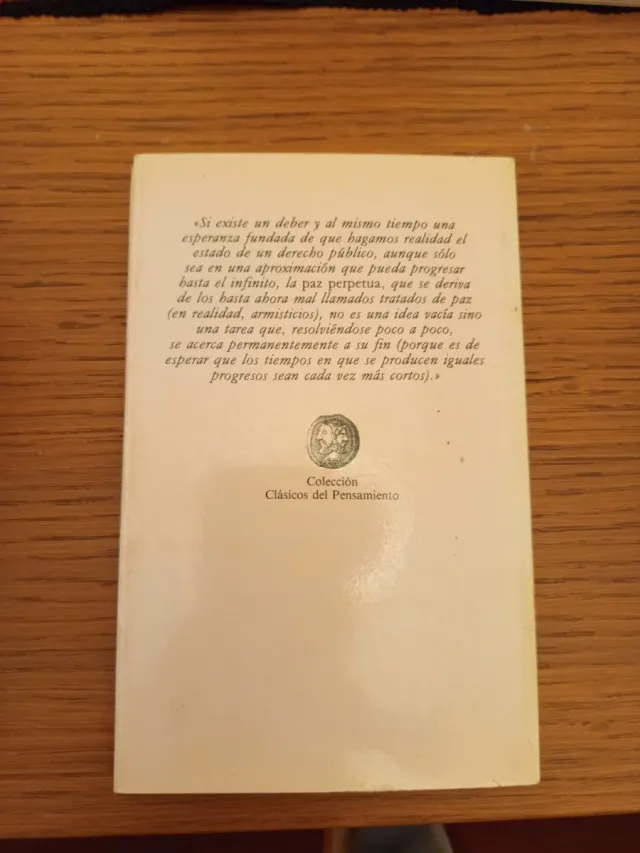 «Si existe un deber y al mismo tiempo una
esperanza fundada de que hagamos realidad el
estado de un derecho público, aunque sólo
sea en una aproximación que pueda progresar
hasta el infinito, la paz perpetua, que se deriva
de los hasta ahora mal llamados tratados de paz
(en realidad, armisticios), no es una idea vacía sino
una tarea que, resolviéndose poco a poco,
se acerca permanentemente a su fin (porque es de
esperar que los tiempos en que se producen iguales
progresos sean cada vez más cortos).»
Colección
Clásicos del Pensamiento